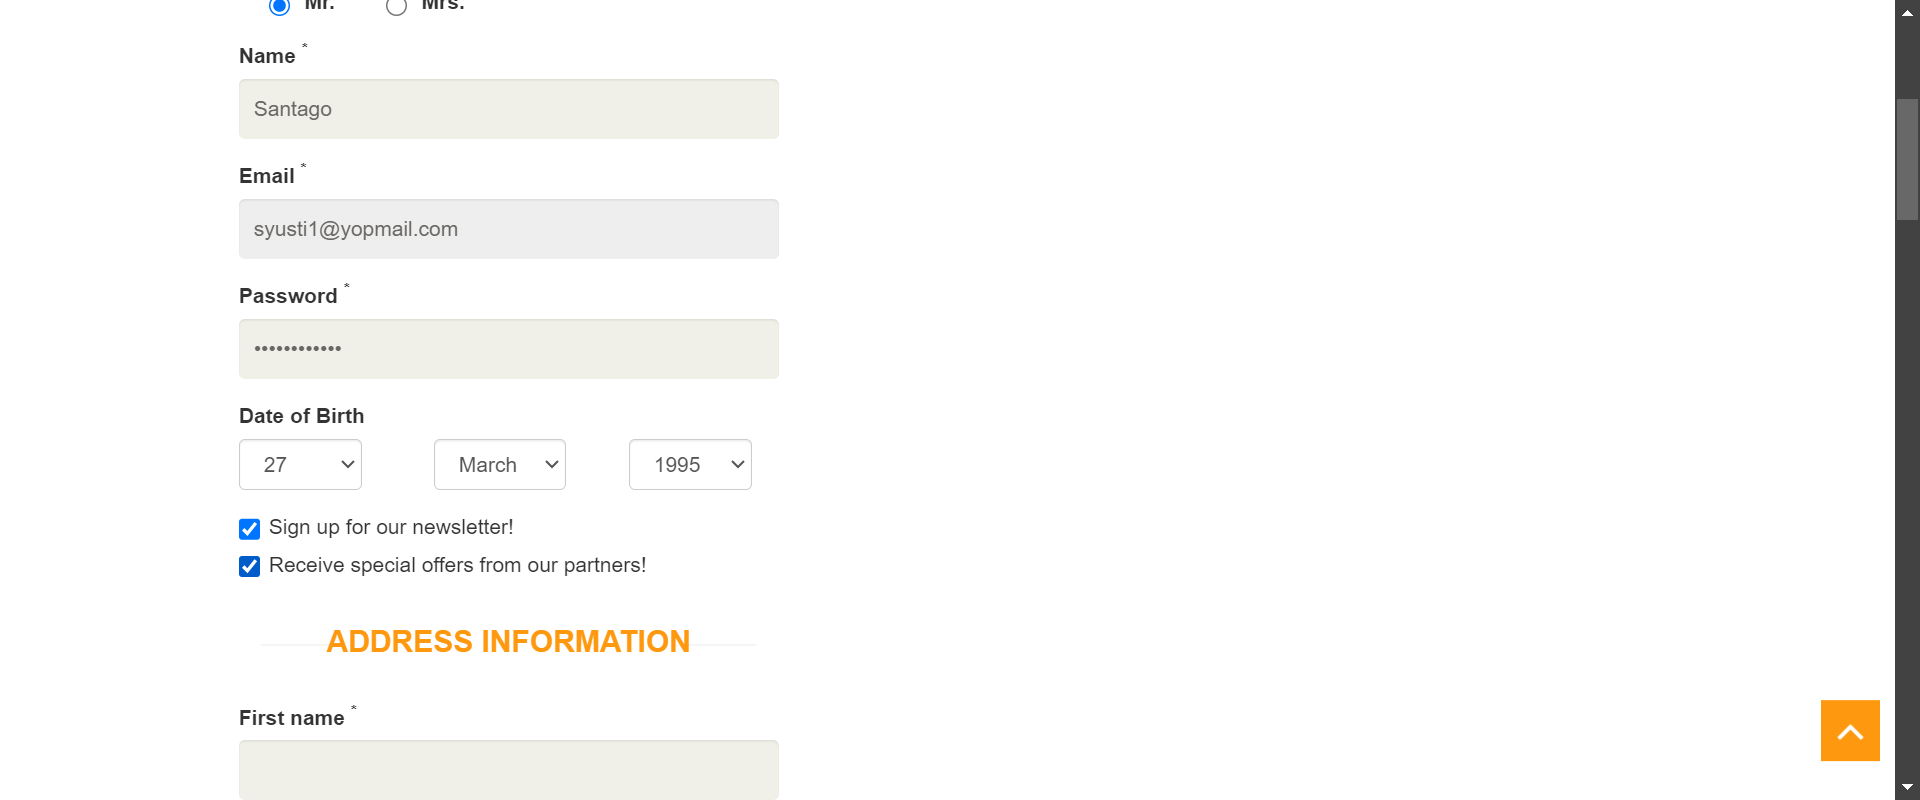 Mr. Mrs.
Name *
Santago
Email *
syusti1@yopmail.com
Password *
••••••••••••
Date of Birth
27 March 1995
Sign up for our newsletter!
Receive special offers from our partners!
ADDRESS INFORMATION
First name *